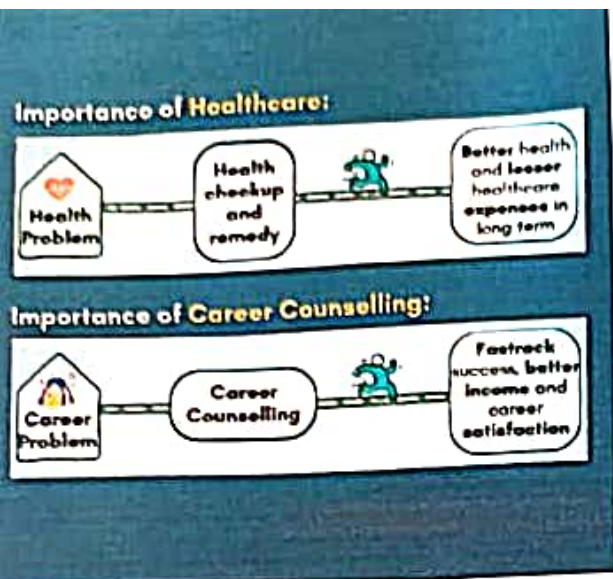 Importance of Healthcare:
Health
Problem
Health
checkup
and
remedy
Better health
and lesser
healthcare
expenses in
long term
Importance of Career Counselling:
Career
Problem
Career
Counselling
Fastrack
success, better
income and
career
satisfaction